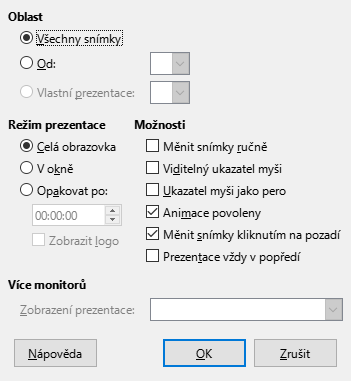 Oblast
Všechny snímky
Od:
Vlastní prezentace:
Režim prezentace
Celá obrazovka
V okně
Opakovat po:
00:00:00
Zobrazit logo
Možnosti
Měnit snímky ručně
Viditelný ukazatel myši
Ukazatel myši jako pero
Animace povoleny
Měnit snímky kliknutím na pozadí
Prezentace vždy v popředí
Více monitorů
Zobrazení prezentace:
Nápověda
OK
Zrušit